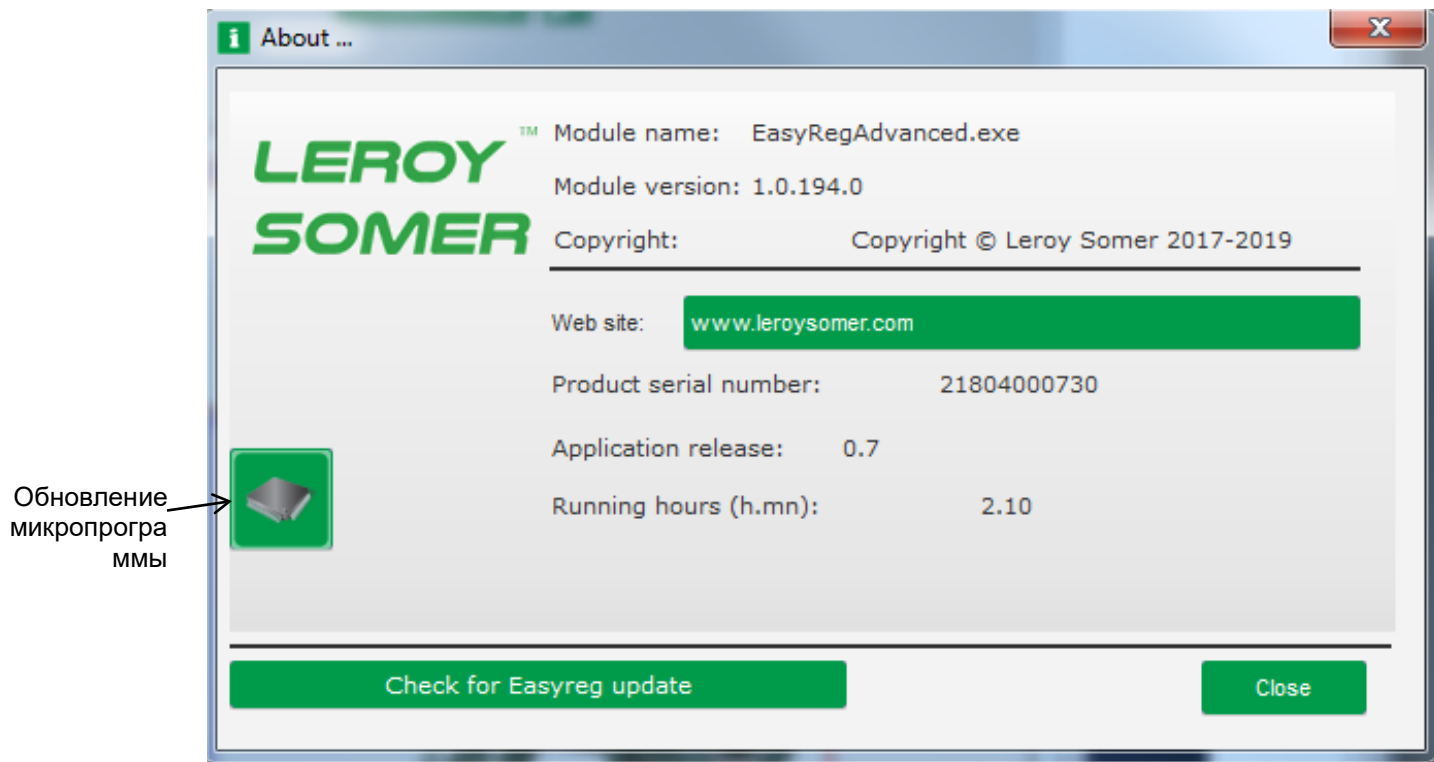 About ...
X
LEROY™
SOMER
Module name: EasyRegAdvanced.exe
Module version: 1.0.194.0
Copyright: Copyright © Leroy Somer 2017-2019
Web site: www.leroysomer.com
Product serial number: 21804000730
Application release: 0.7
Обновление
микропрогра
ммы
Running hours (h.mn): 2.10
Check for Easyreg update
Close